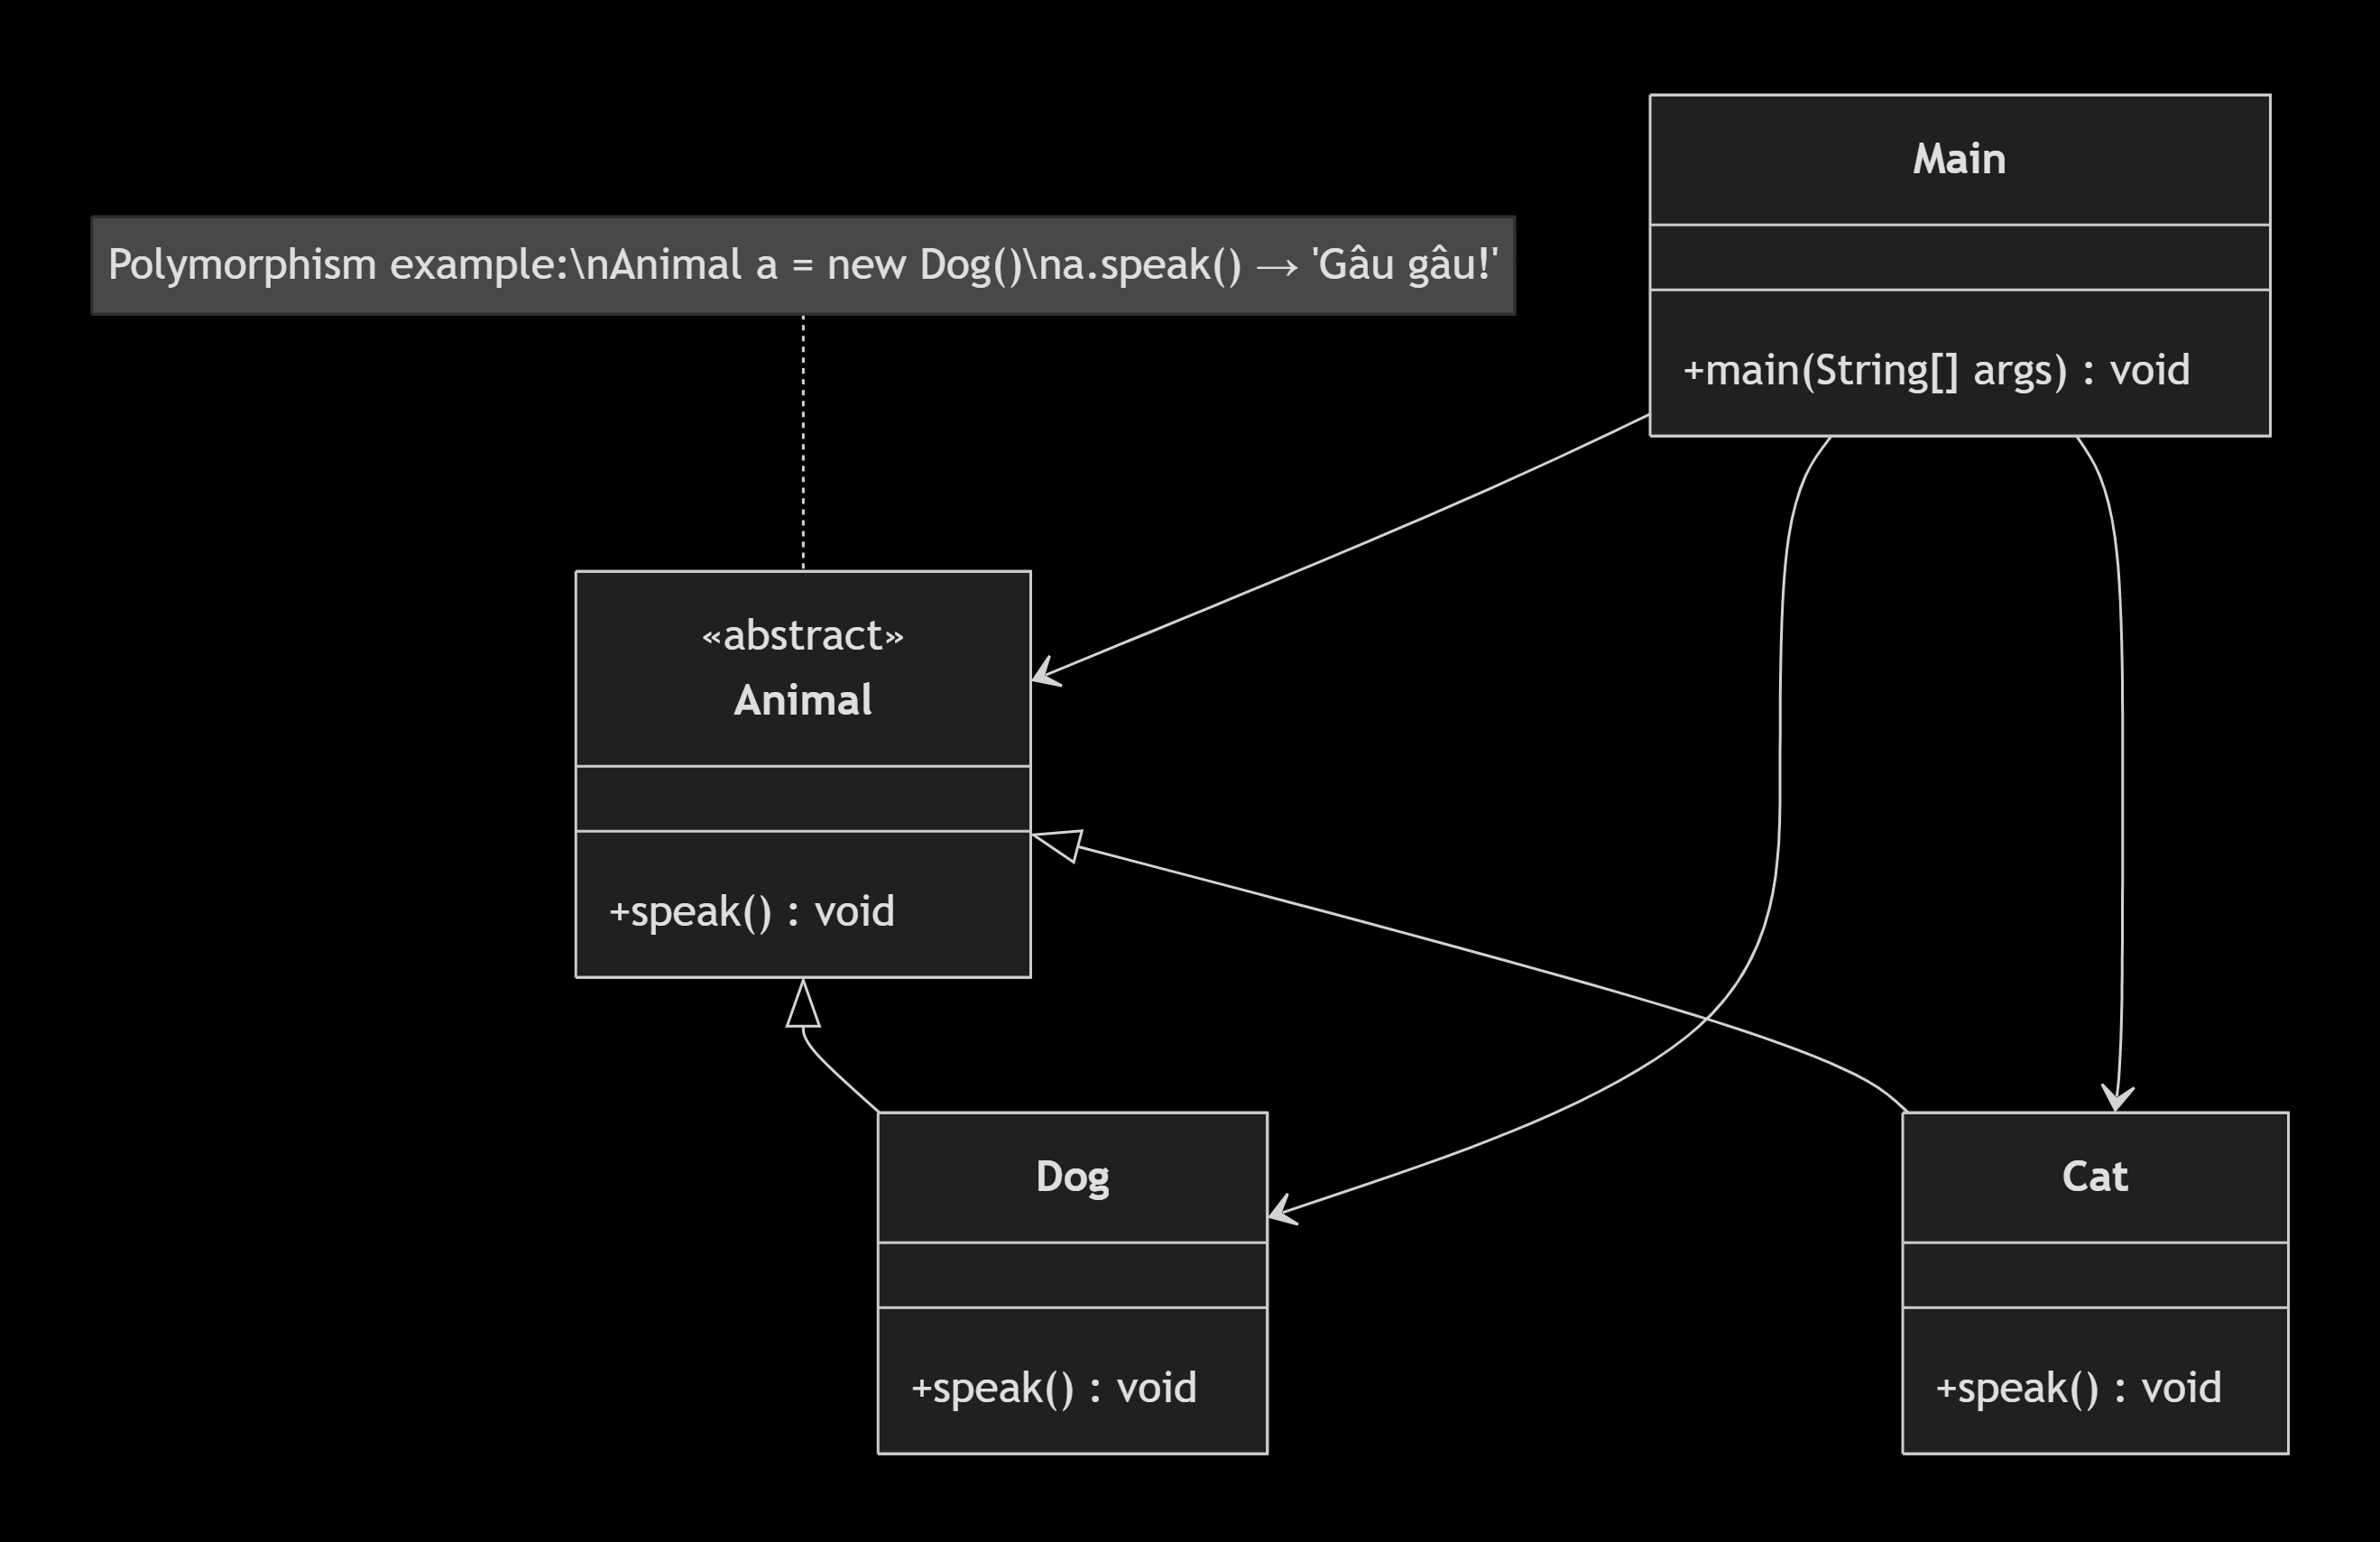 Main
+main(String[] args) : void
Polymorphism example:\nAnimal a = new Dog()\na.speak() → 'Gâu gâu!'
«abstract»
Animal
+speak() : void
Dog
+speak() : void
Cat
+speak() : void